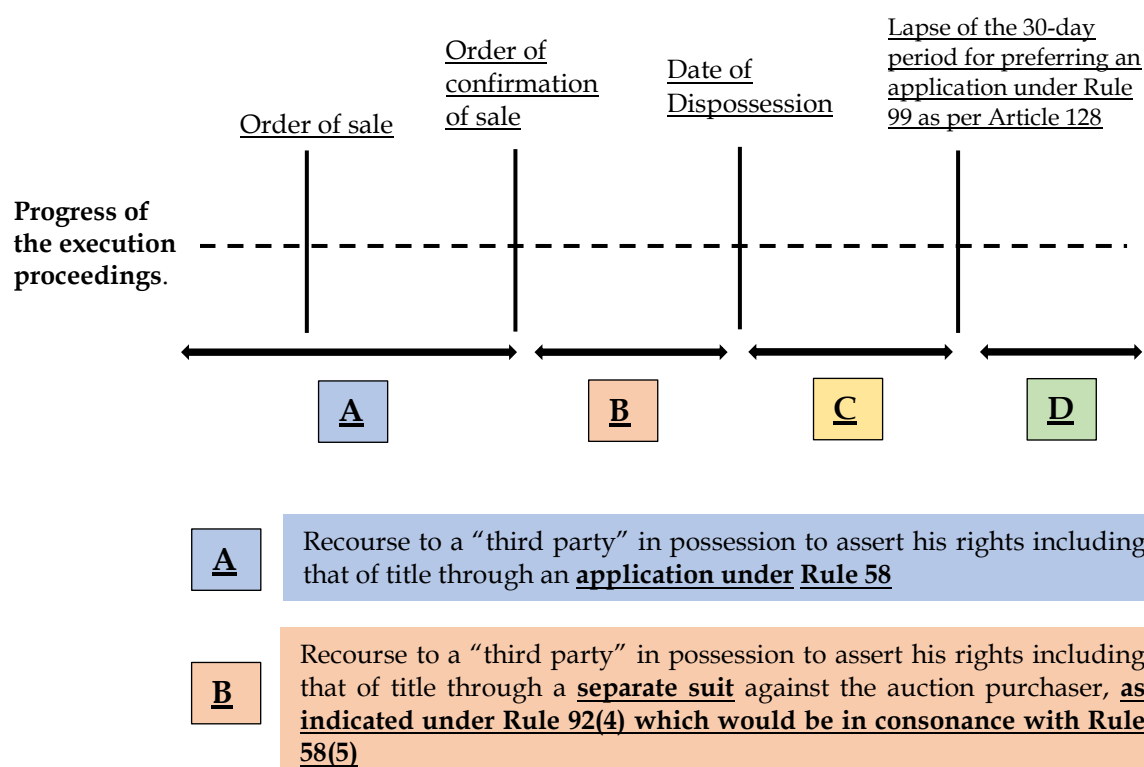 Order of sale
Order of
confirmation
of sale
Date of
Dispossession
Lapse of the 30-day
period for preferring an
application under Rule
99 as per Article 128
Progress of
the execution
proceedings.
A
B
C
D
A
Recourse to a “third party” in possession to assert his rights including
that of title through an application under Rule 58
B
Recourse to a “third party” in possession to assert his rights including
that of title through a separate suit against the auction purchaser, as
indicated under Rule 92(4) which would be in consonance with Rule
58(5)